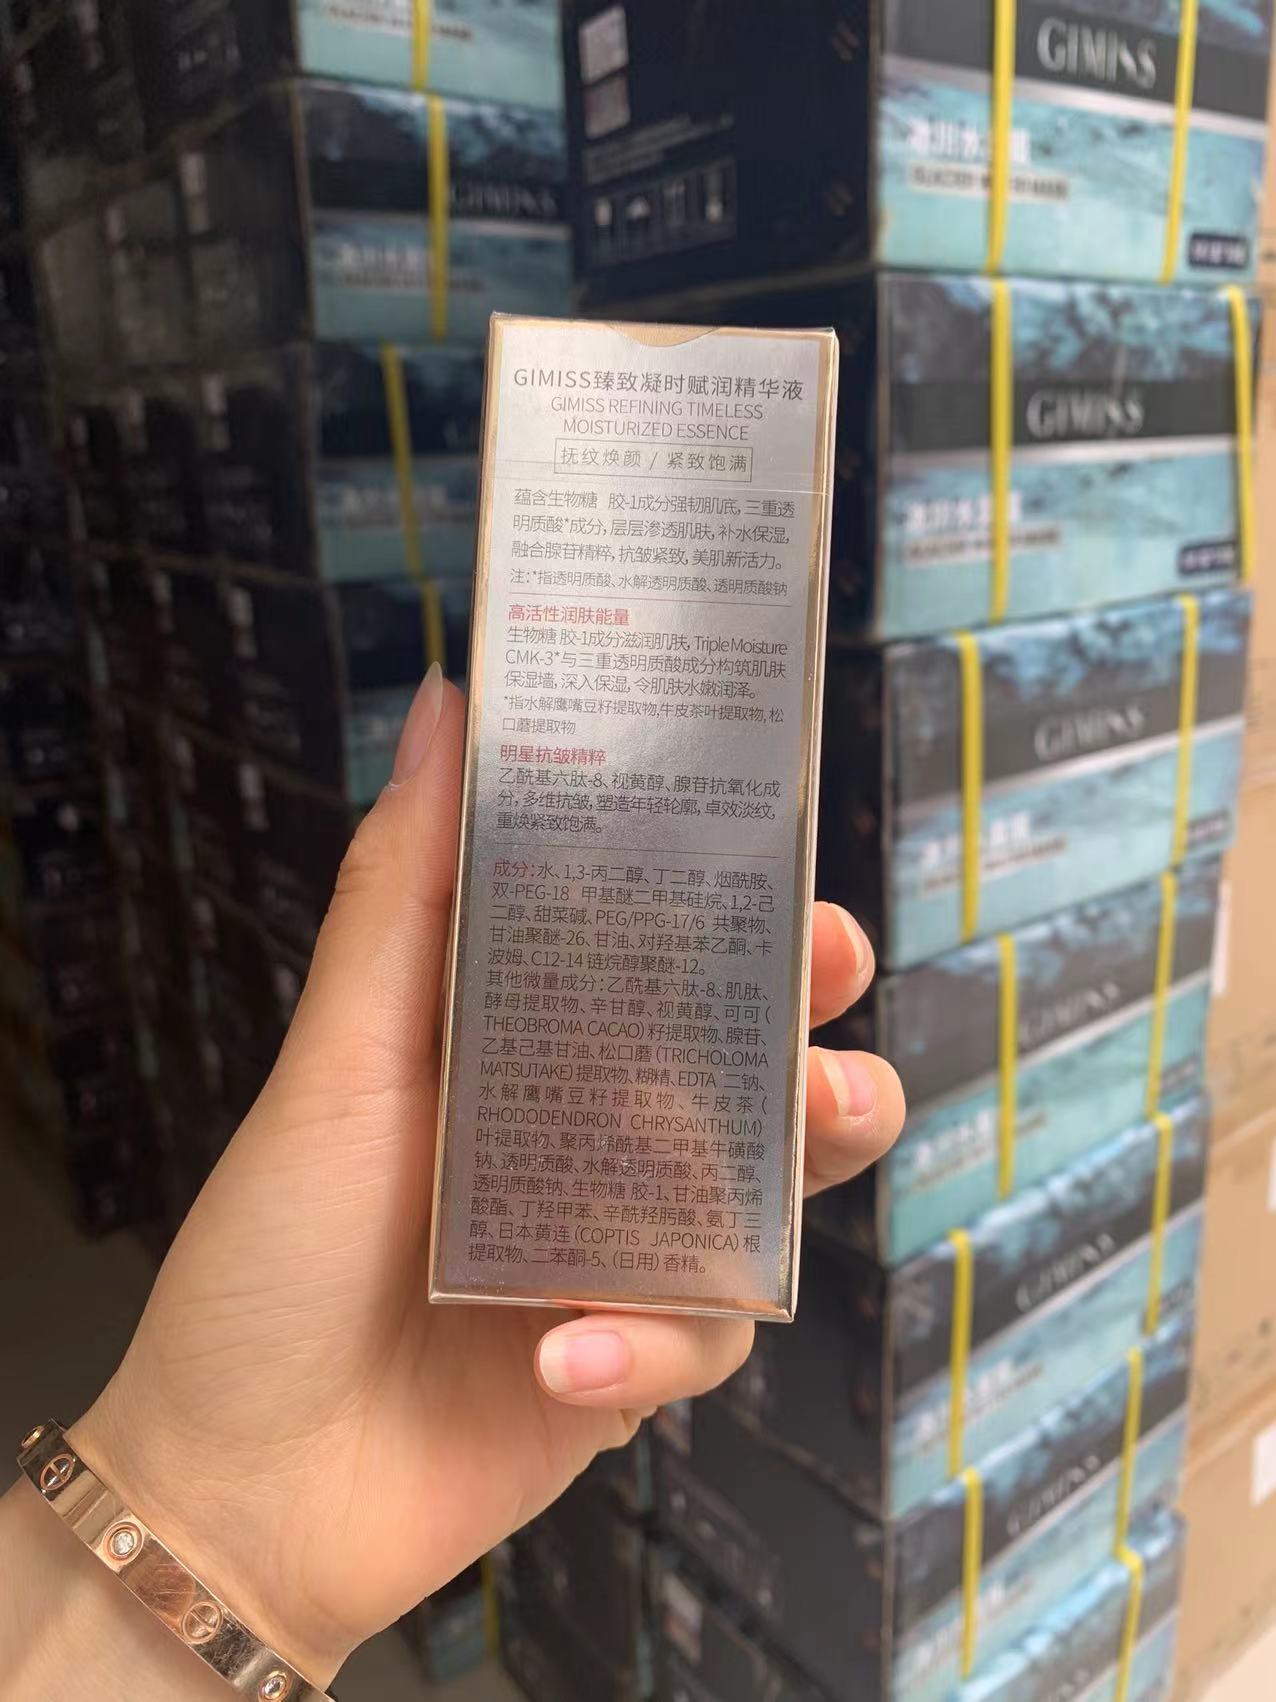 GIMISS臻致凝时赋润精华液
GIMISS REFINING TIMELESS
MOISTURIZED ESSENCE
抚纹焕颜 / 紧致饱满
蕴含生物糖 胶-1成分强韧肌底, 三重透
明质酸*成分, 层层渗透肌肤, 补水保湿,
融合腺苷精粹, 抗皱紧致, 美肌新活力。
注:*指透明质酸、水解透明质酸、透明质酸钠
高活性润肤能量
生物糖 胶-1成分滋润肌肤, Triple Moisture
CMK-3*与三重透明质酸成分构筑肌肤
保湿墙, 深入保湿, 令肌肤水嫩润泽。
*指水解鹰嘴豆籽提取物,牛皮茶叶提取物, 松
口蘑提取物
明星抗皱精粹
乙酰基六肽-8、视黄醇、腺苷抗氧化成
分, 多维抗皱, 塑造年轻轮廓, 卓效淡纹,
重焕紧致饱满。
成分:水、1,3-丙二醇、丁二醇、烟酰胺、
双-PEG-18 甲基醚二甲基硅烷、1,2-己
二醇、甜菜碱、PEG/PPG-17/6 共聚物、
甘油聚醚-26、甘油、对羟基苯乙酮、卡
波姆、C12-14 链烷醇聚醚-12。
其他微量成分:乙酰基六肽-8、肌肽、
酵母提取物、辛甘醇、视黄醇、可可 (
THEOBROMA CACAO) 籽提取物、腺苷、
乙基己基甘油、松口蘑 (TRICHOLOMA
MATSUTAKE) 提取物、糊精、EDTA 二钠、
水解鹰嘴豆籽提取物、牛皮茶 (
RHODODENDRON CHRYSANTHUM)
叶提取物、聚丙烯酰基二甲基牛磺酸
钠、透明质酸、水解透明质酸、丙二醇、
透明质酸钠、生物糖 胶-1、甘油聚丙烯
酸酯、丁羟甲苯、辛酰羟肟酸、氨丁三
醇、日本黄连 (COPTIS JAPONICA) 根
提取物、二苯酮-5、(日用) 香精。
GIMISS
GIMISS
GIMISS
GIMISS
GIMISS
GIMISS